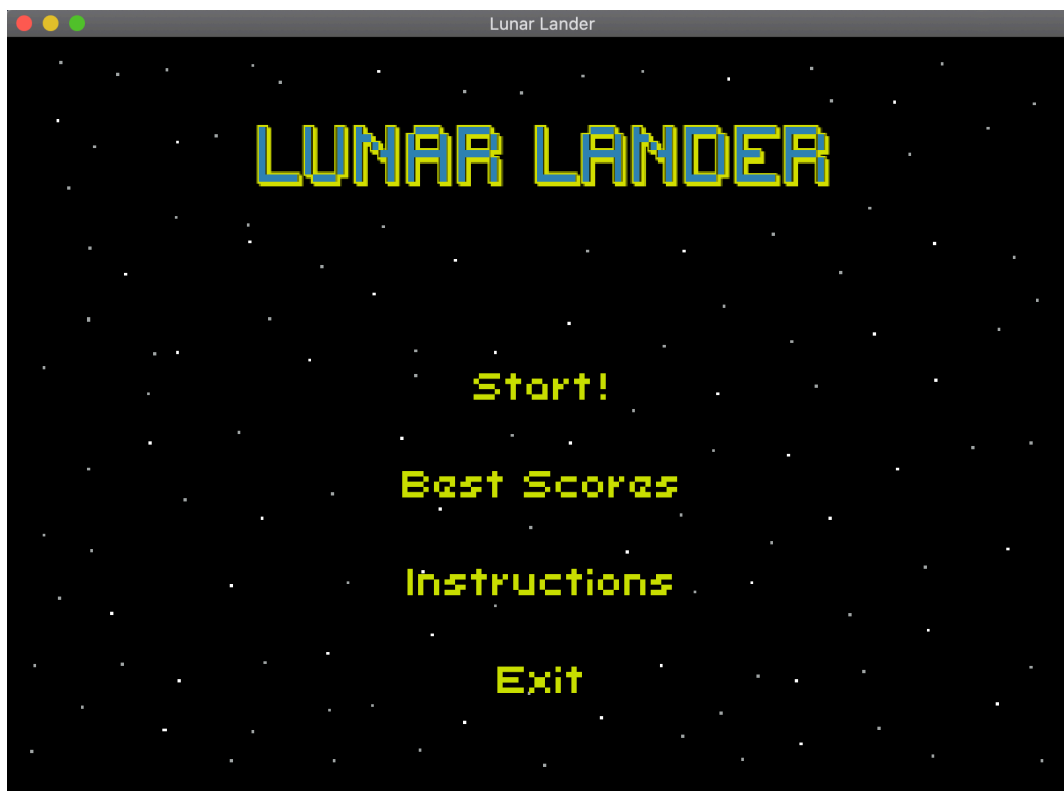 Lunar Lander
LUNAR LANDER
Start!
Best Scores
Instructions
Exit